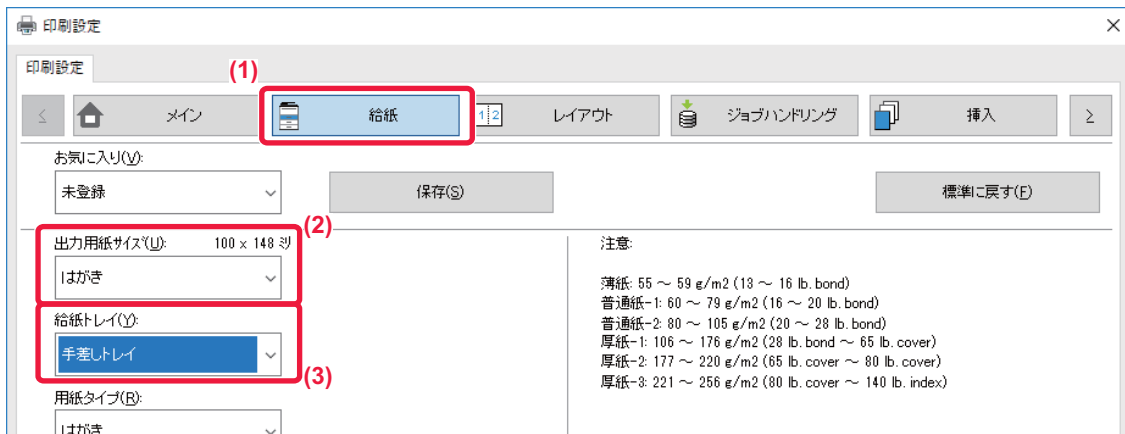 印刷設定
印刷設定
(1)
メイン
給紙
1 2
レイアウト
ジョブハンドリング
挿入
お気に入り(V):
未登録
保存(S)
標準に戻す(F)
(2)
出力用紙サイズ(U): 100 x 148 ミリ
はがき
給紙トレイ(Y):
手差しトレイ
(3)
用紙タイプ(R):
はがき
注意:
薄紙: 55 ～ 59 g/m2 (13 ～ 16 lb. bond)
普通紙-1: 60 ～ 79 g/m2 (16 ～ 20 lb. bond)
普通紙-2: 80 ～ 105 g/m2 (20 ～ 28 lb. bond)
厚紙-1: 106 ～ 176 g/m2 (28 lb. bond ～ 65 lb. cover)
厚紙-2: 177 ～ 220 g/m2 (65 lb. cover ～ 80 lb. cover)
厚紙-3: 221 ～ 256 g/m2 (80 lb. cover ～ 140 lb. index)